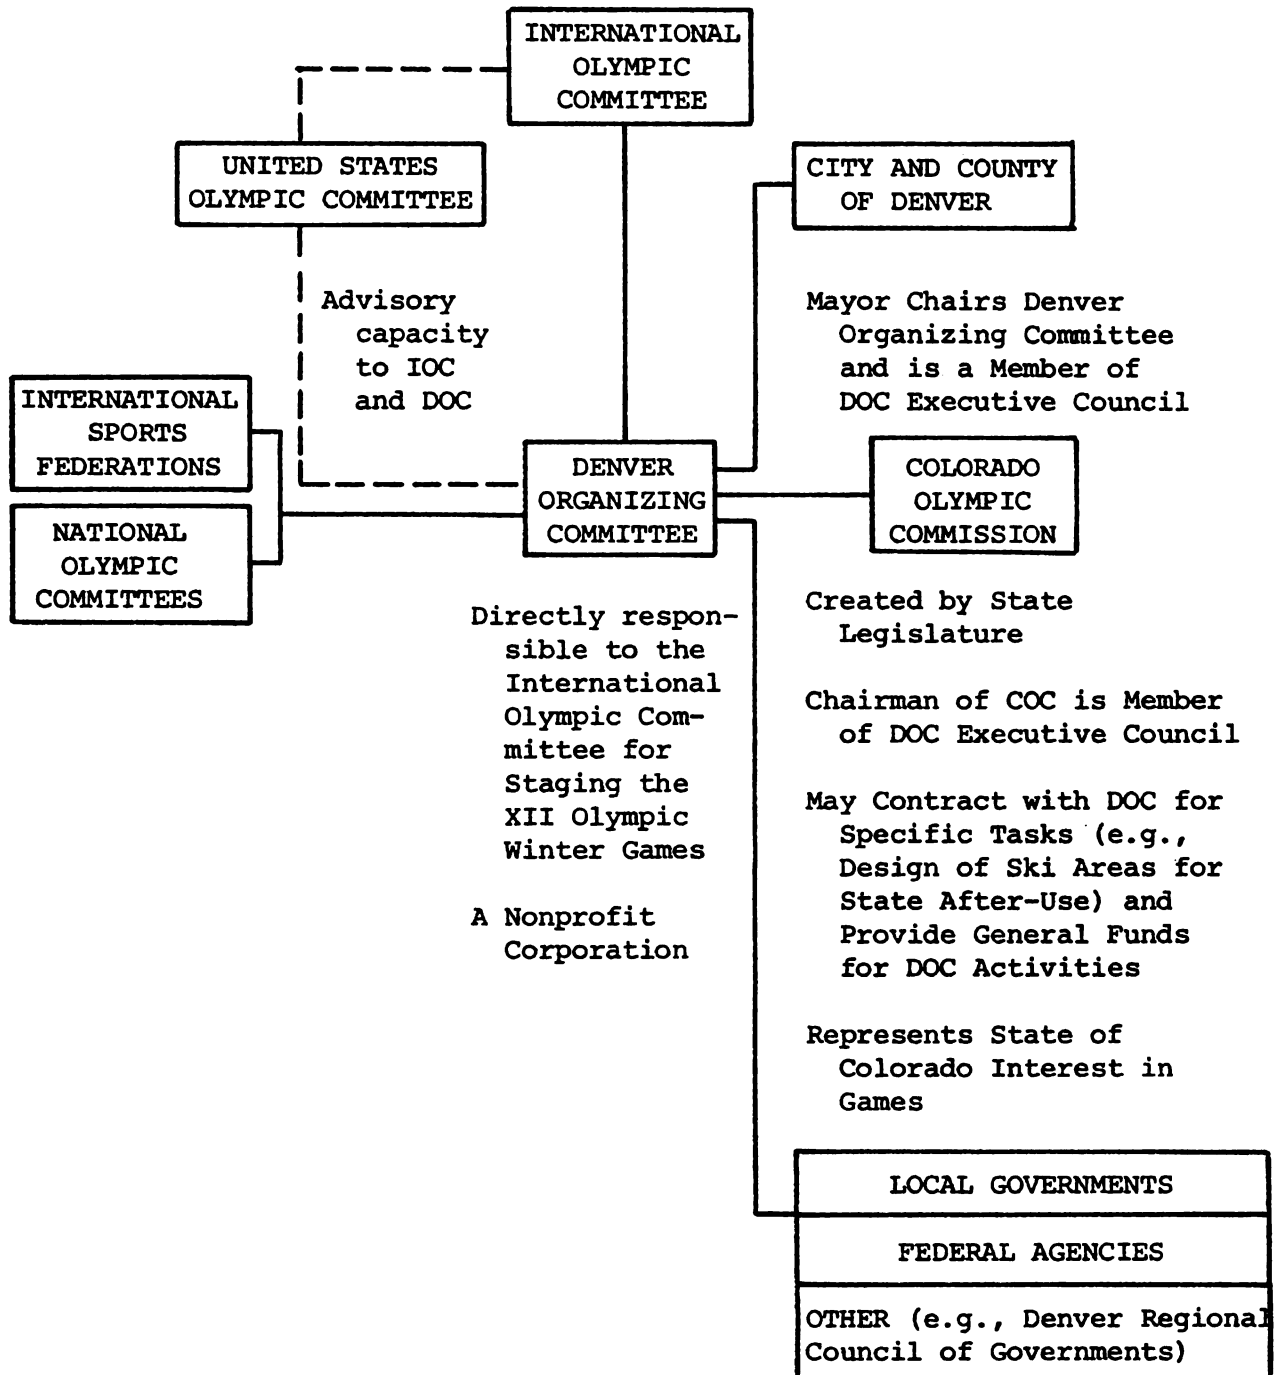 INTERNATIONAL
OLYMPIC
COMMITTEE
UNITED STATES
OLYMPIC COMMITTEE
CITY AND COUNTY
OF DENVER
Advisory
capacity
to IOC
and DOC
Mayor Chairs Denver
Organizing Committee
and is a Member of
DOC Executive Council
INTERNATIONAL
SPORTS
FEDERATIONS
NATIONAL
OLYMPIC
COMMITTEES
DENVER
ORGANIZING
COMMITTEE
COLORADO
OLYMPIC
COMMISSION
Directly respon-
sible to the
International
Olympic Com-
mittee for
Staging the
XII Olympic
Winter Games
A Nonprofit
Corporation
Created by State
Legislature
Chairman of COC is Member
of DOC Executive Council
May Contract with DOC for
Specific Tasks (e.g.,
Design of Ski Areas for
State After-Use) and
Provide General Funds
for DOC Activities
Represents State of
Colorado Interest in
Games
LOCAL GOVERNMENTS
FEDERAL AGENCIES
OTHER (e.g., Denver Regional
Council of Governments)